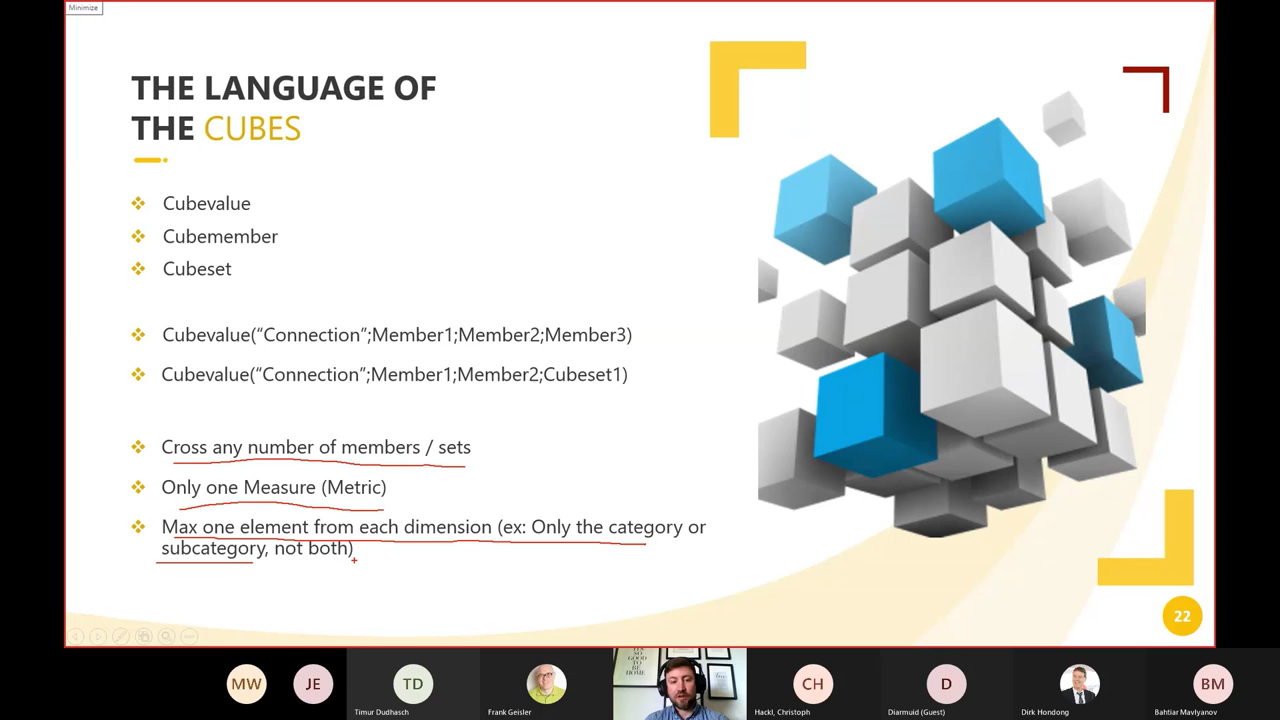 Minimize
THE LANGUAGE OF
THE CUBES
Cubevalue
Cubemember
Cubeset
Cubevalue(“Connection”;Member1;Member2;Member3)
Cubevalue(“Connection”;Member1;Member2;Cubeset1)
Cross any number of members / sets
Only one Measure (Metric)
Max one element from each dimension (ex: Only the category or
subcategory, not both)
22
MW
JE
TD
CH
D
BM
Timur Dudhasch
Frank Geisler
Hackl, Christoph
Diarmuid (Guest)
Dirk Hondong
Bahtiar Mavlyanov